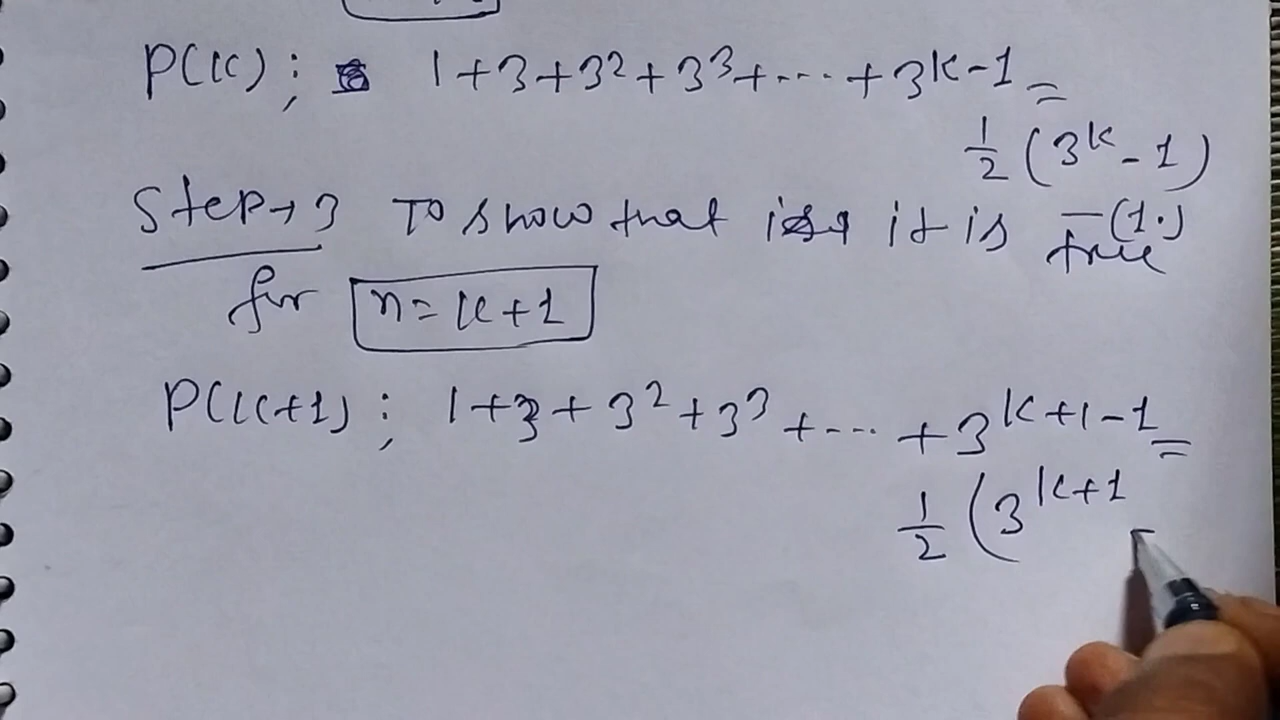 P(k) ; 1+3+3²+3³+....+3^{k-1} =
1/2 (3^k - 1)
Step→3 To show that it is true —(1.)
for n=k+1
P(k+1) ; 1+3+3²+3³+...+3^{k+1-1} =
1/2 (3^{k+1} -